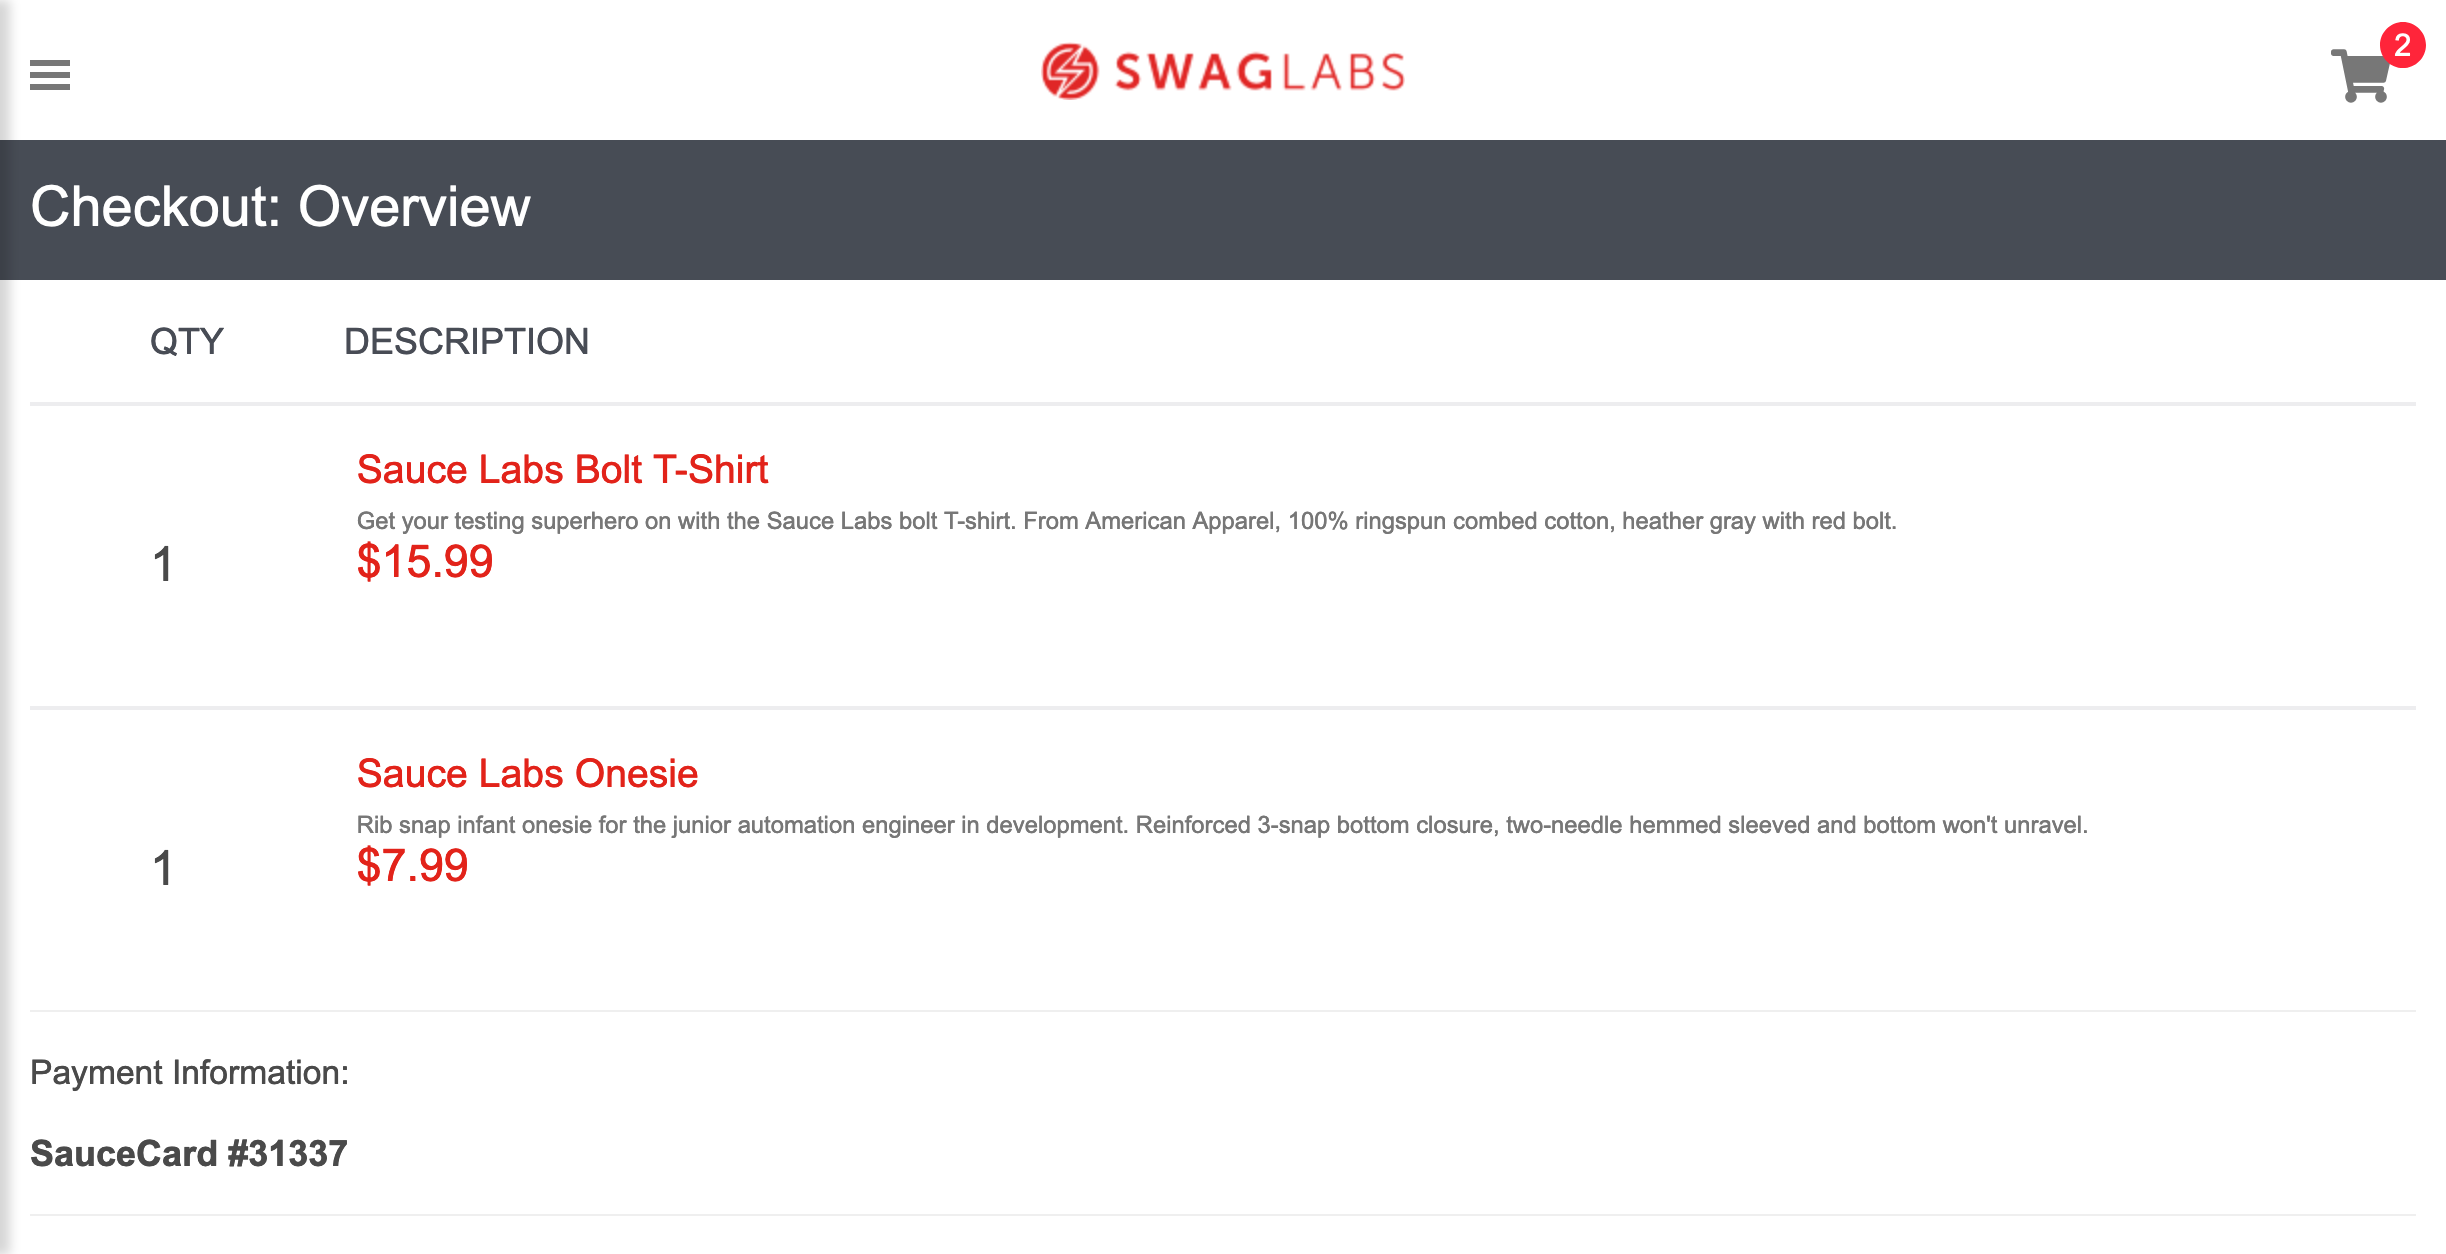 SWAGLABS
2
Checkout: Overview
QTY DESCRIPTION
Sauce Labs Bolt T-Shirt
Get your testing superhero on with the Sauce Labs bolt T-shirt. From American Apparel, 100% ringspun combed cotton, heather gray with red bolt.
1 $15.99
Sauce Labs Onesie
Rib snap infant onesie for the junior automation engineer in development. Reinforced 3-snap bottom closure, two-needle hemmed sleeved and bottom won't unravel.
1 $7.99
Payment Information:
SauceCard #31337